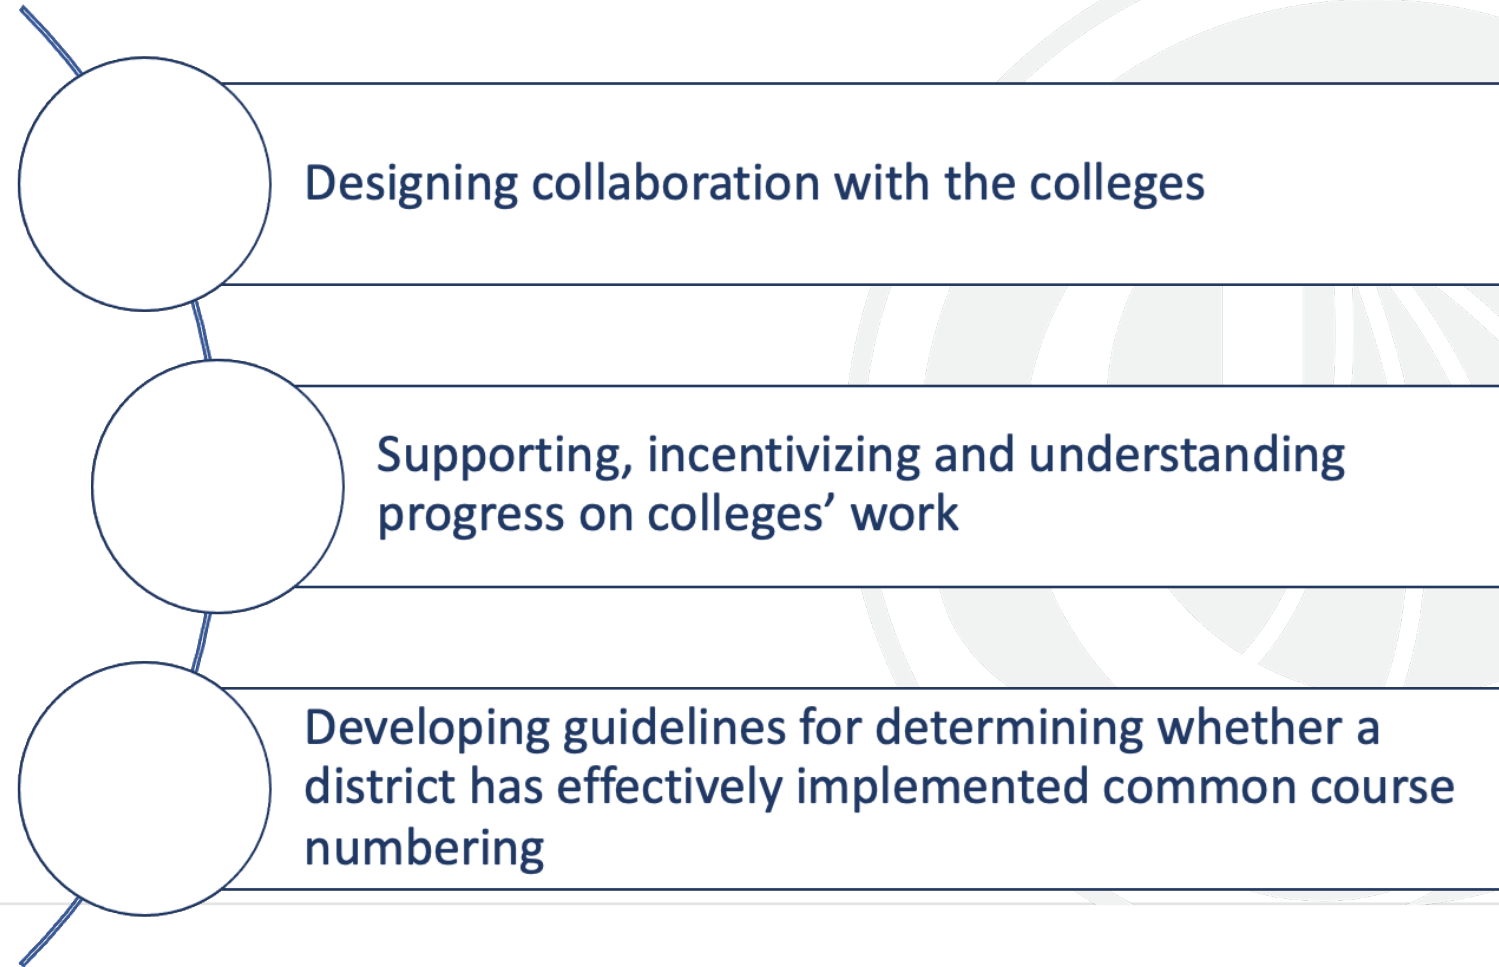 Designing collaboration with the colleges
Supporting, incentivizing and understanding
progress on colleges’ work
Developing guidelines for determining whether a
district has effectively implemented common course
numbering